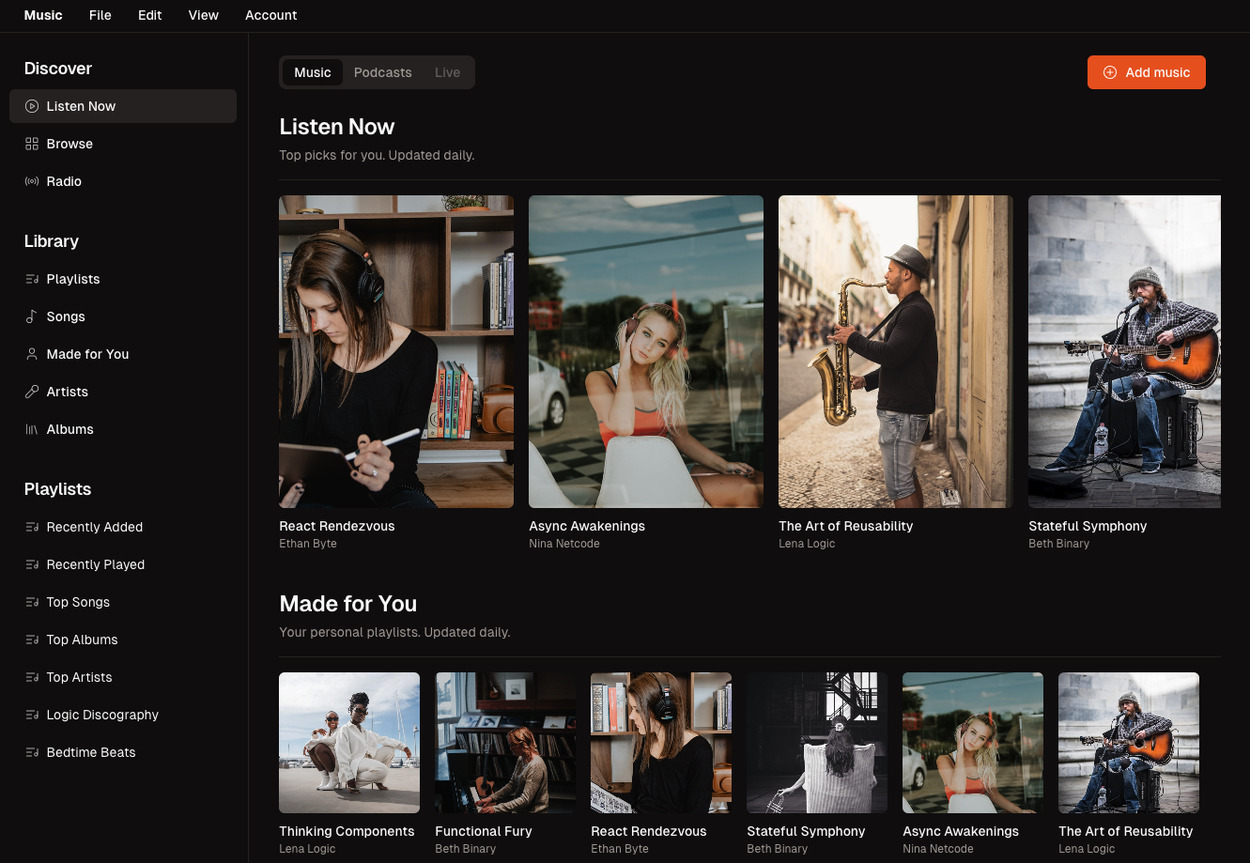 Music File Edit View Account
Discover
Listen Now
Browse
Radio
Library
Playlists
Songs
Made for You
Artists
Albums
Playlists
Recently Added
Recently Played
Top Songs
Top Albums
Top Artists
Logic Discography
Bedtime Beats
Music Podcasts Live
Add music
Listen Now
Top picks for you. Updated daily.
React Rendezvous
Ethan Byte
Async Awakenings
Nina Netcode
The Art of Reusability
Lena Logic
Stateful Symphony
Beth Binary
Made for You
Your personal playlists. Updated daily.
Thinking Components
Lena Logic
Functional Fury
Beth Binary
React Rendezvous
Ethan Byte
Stateful Symphony
Beth Binary
Async Awakenings
Nina Netcode
The Art of Reusability
Lena Logic